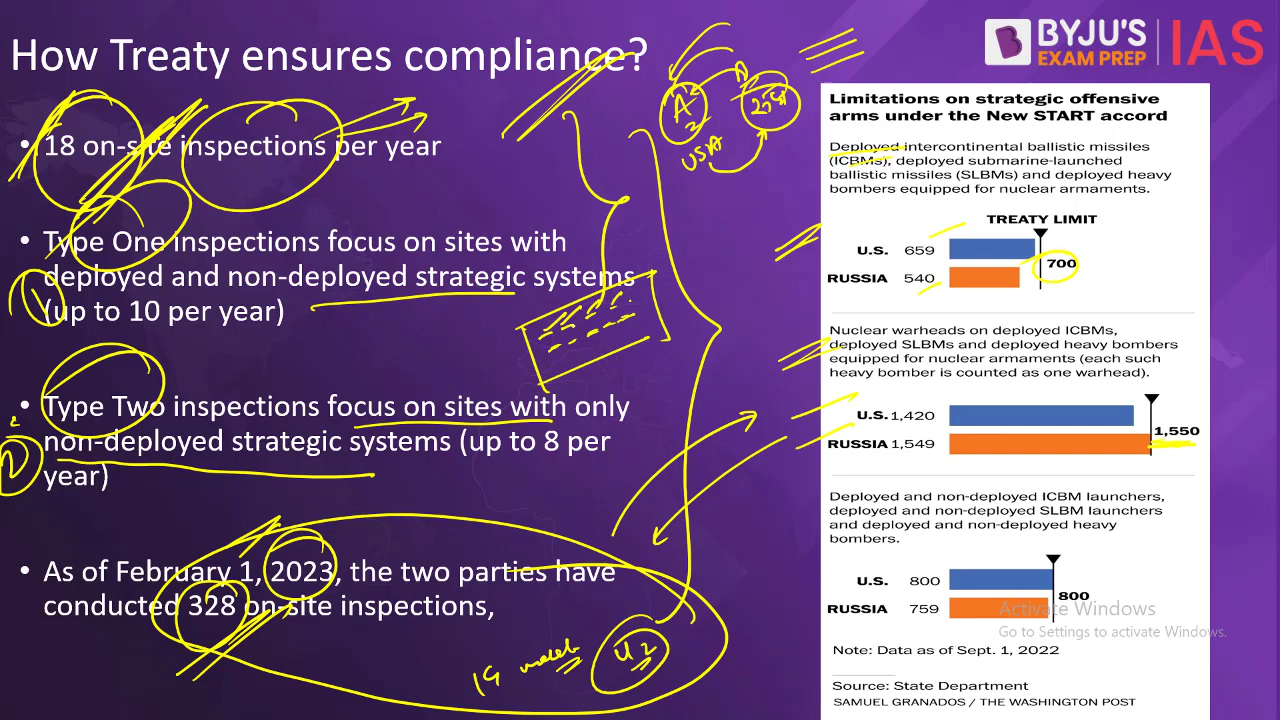 How Treaty ensures compliance?
BYJU'S
EXAM PREP
IAS
• 18 on-site inspections per year
• Type One inspections focus on sites with
deployed and non-deployed strategic systems
(up to 10 per year)
• Type Two inspections focus on sites with only
non-deployed strategic systems (up to 8 per
year)
• As of February 1, 2023, the two parties have
conducted 328 on-site inspections,
USA
Limitations on strategic offensive
arms under the New START accord
Deployed intercontinental ballistic missiles
(ICBMs), deployed submarine-launched
ballistic missiles (SLBMs) and deployed heavy
bombers equipped for nuclear armaments.
TREATY LIMIT
U.S. 659
700
RUSSIA 540
Nuclear warheads on deployed ICBMs,
deployed SLBMs and deployed heavy bombers
equipped for nuclear armaments (each such
heavy bomber is counted as one warhead).
U.S. 1,420
1,550
RUSSIA 1,549
Deployed and non-deployed ICBM launchers,
deployed and non-deployed SLBM launchers
and deployed and non-deployed heavy
bombers.
U.S. 800
800
RUSSIA 759
Note: Data as of Sept. 1, 2022
Source: State Department
SAMUEL GRANADOS / THE WASHINGTON POST
Activate Windows
Go to Settings to activate Windows.